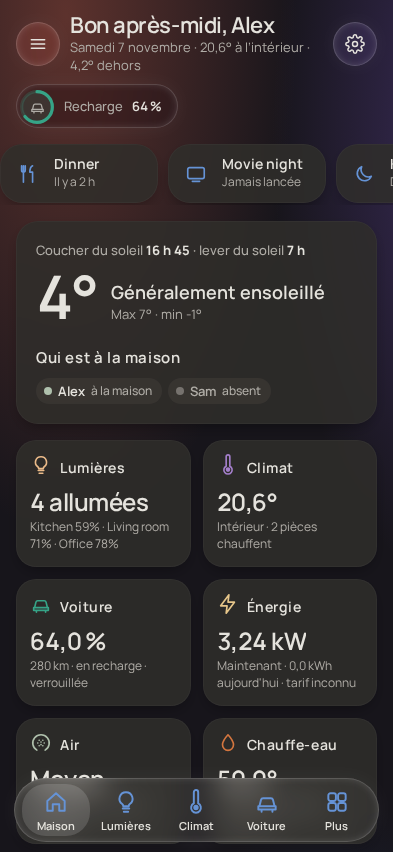 Bon après-midi, Alex
Samedi 7 novembre · 20,6° à l'intérieur ·
4,2° dehors
Recharge 64 %
Dinner
Il y a 2 h
Movie night
Jamais lancée
Coucher du soleil 16 h 45 · lever du soleil 7 h
4°
Généralement ensoleillé
Max 7° · min -1°
Qui est à la maison
Alex à la maison
Sam absent
Lumières
4 allumées
Kitchen 59% · Living room
71% · Office 78%
Climat
20,6°
Intérieur · 2 pièces
chauffent
Voiture
64,0 %
280 km · en recharge ·
verrouillée
Énergie
3,24 kW
Maintenant · 0,0 kWh
aujourd'hui · tarif inconnu
Air
Moyen
Chauffe-eau
Maison
Lumières
Climat
Voiture
Plus